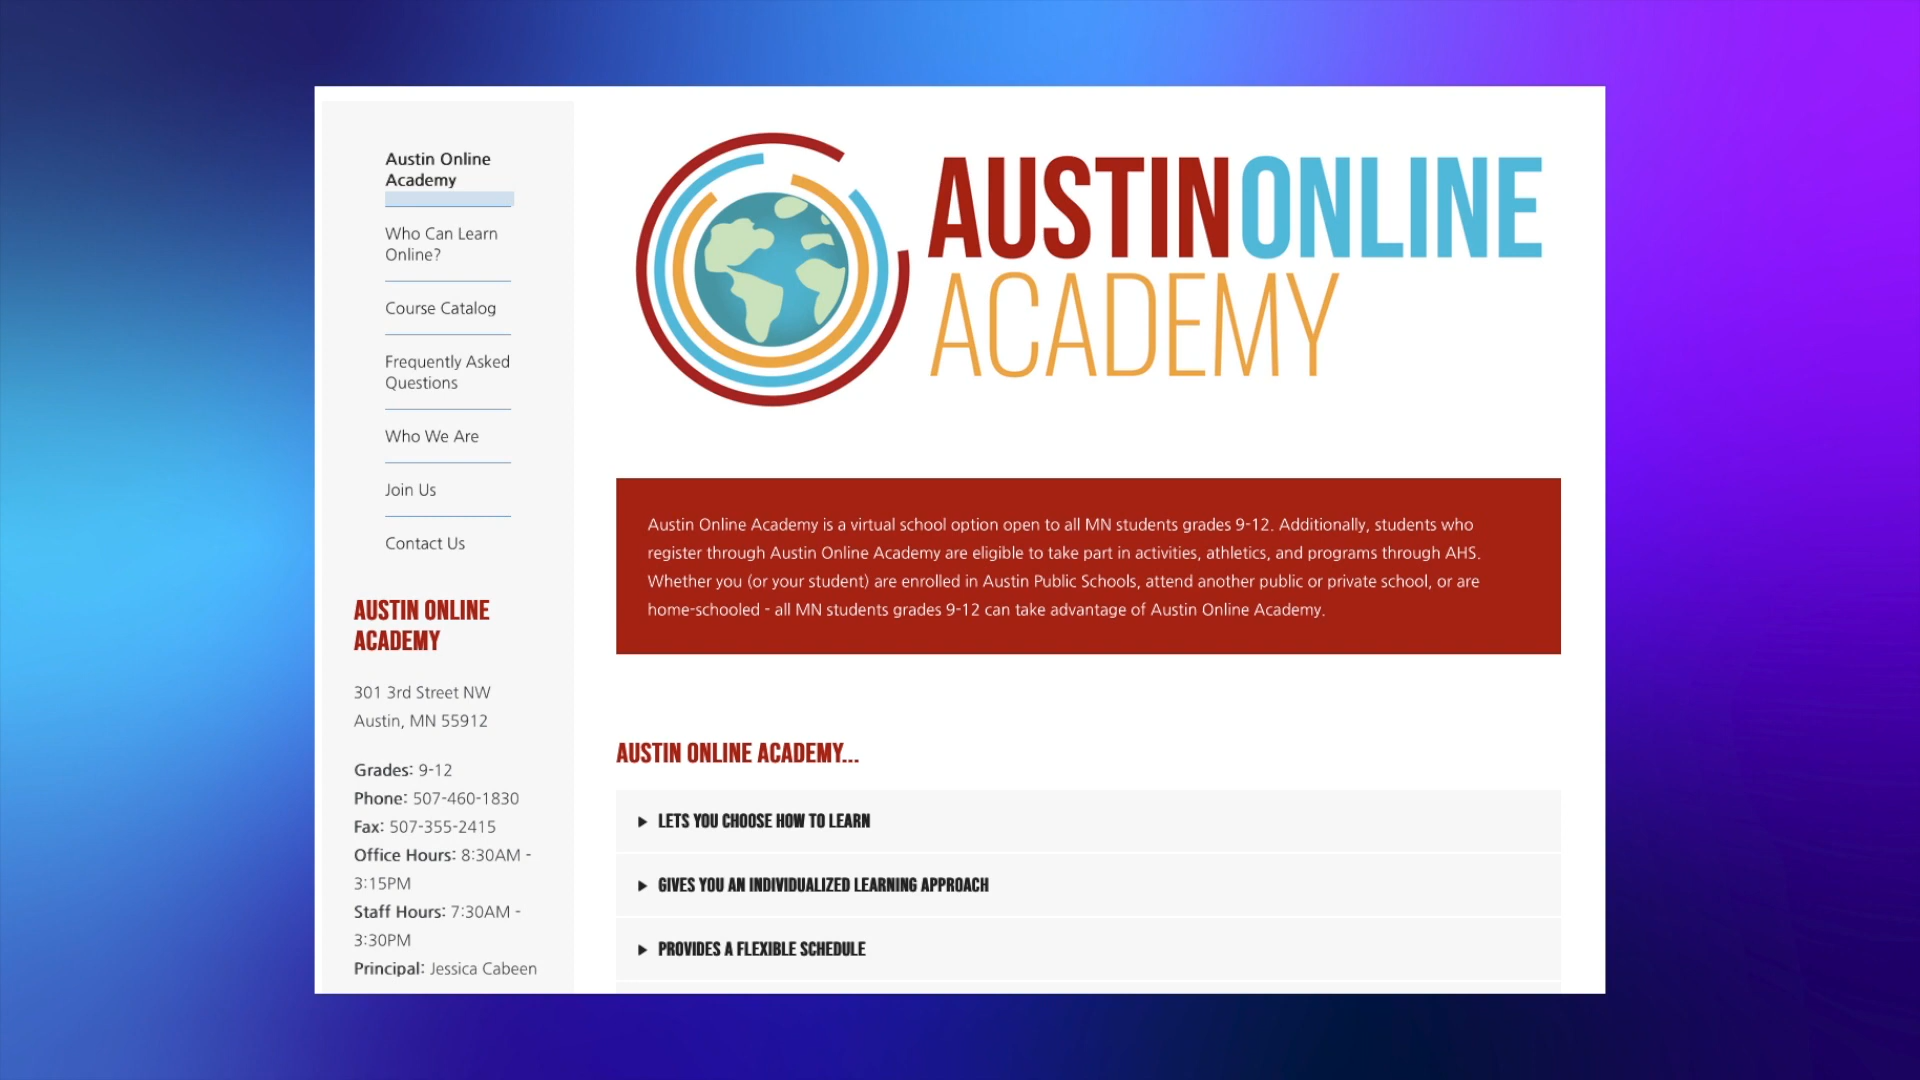 Austin Online
Academy
Who Can Learn
Online?
Course Catalog
Frequently Asked
Questions
Who We Are
Join Us
Contact Us
AUSTIN ONLINE
ACADEMY
301 3rd Street NW
Austin, MN 55912
Grades: 9-12
Phone: 507-460-1830
Fax: 507-355-2415
Office Hours: 8:30AM -
3:15PM
Staff Hours: 7:30AM -
3:30PM
Principal: Jessica Cabeen
AUSTINONLINE
ACADEMY
Austin Online Academy is a virtual school option open to all MN students grades 9-12. Additionally, students who
register through Austin Online Academy are eligible to take part in activities, athletics, and programs through AHS.
Whether you (or your student) are enrolled in Austin Public Schools, attend another public or private school, or are
home-schooled - all MN students grades 9-12 can take advantage of Austin Online Academy.
AUSTIN ONLINE ACADEMY...
LETS YOU CHOOSE HOW TO LEARN
GIVES YOU AN INDIVIDUALIZED LEARNING APPROACH
PROVIDES A FLEXIBLE SCHEDULE